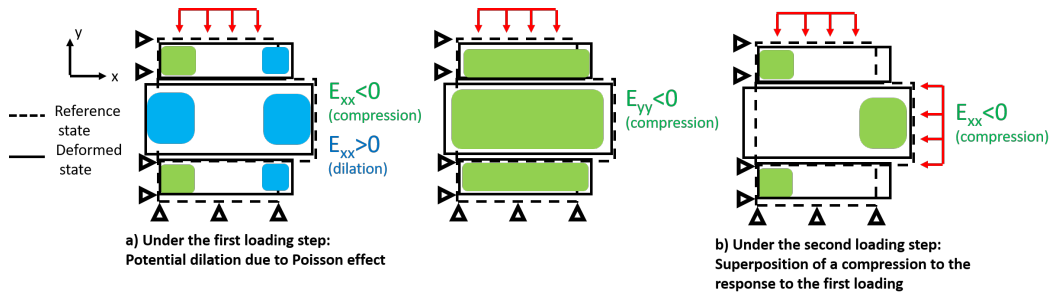 y
x
Reference
state
Deformed
state
Exx<0
(compression)
Exx>0
(dilation)
Eyy<0
(compression)
Exx<0
(compression)
a) Under the first loading step:
Potential dilation due to Poisson effect
b) Under the second loading step:
Superposition of a compression to the
response to the first loading